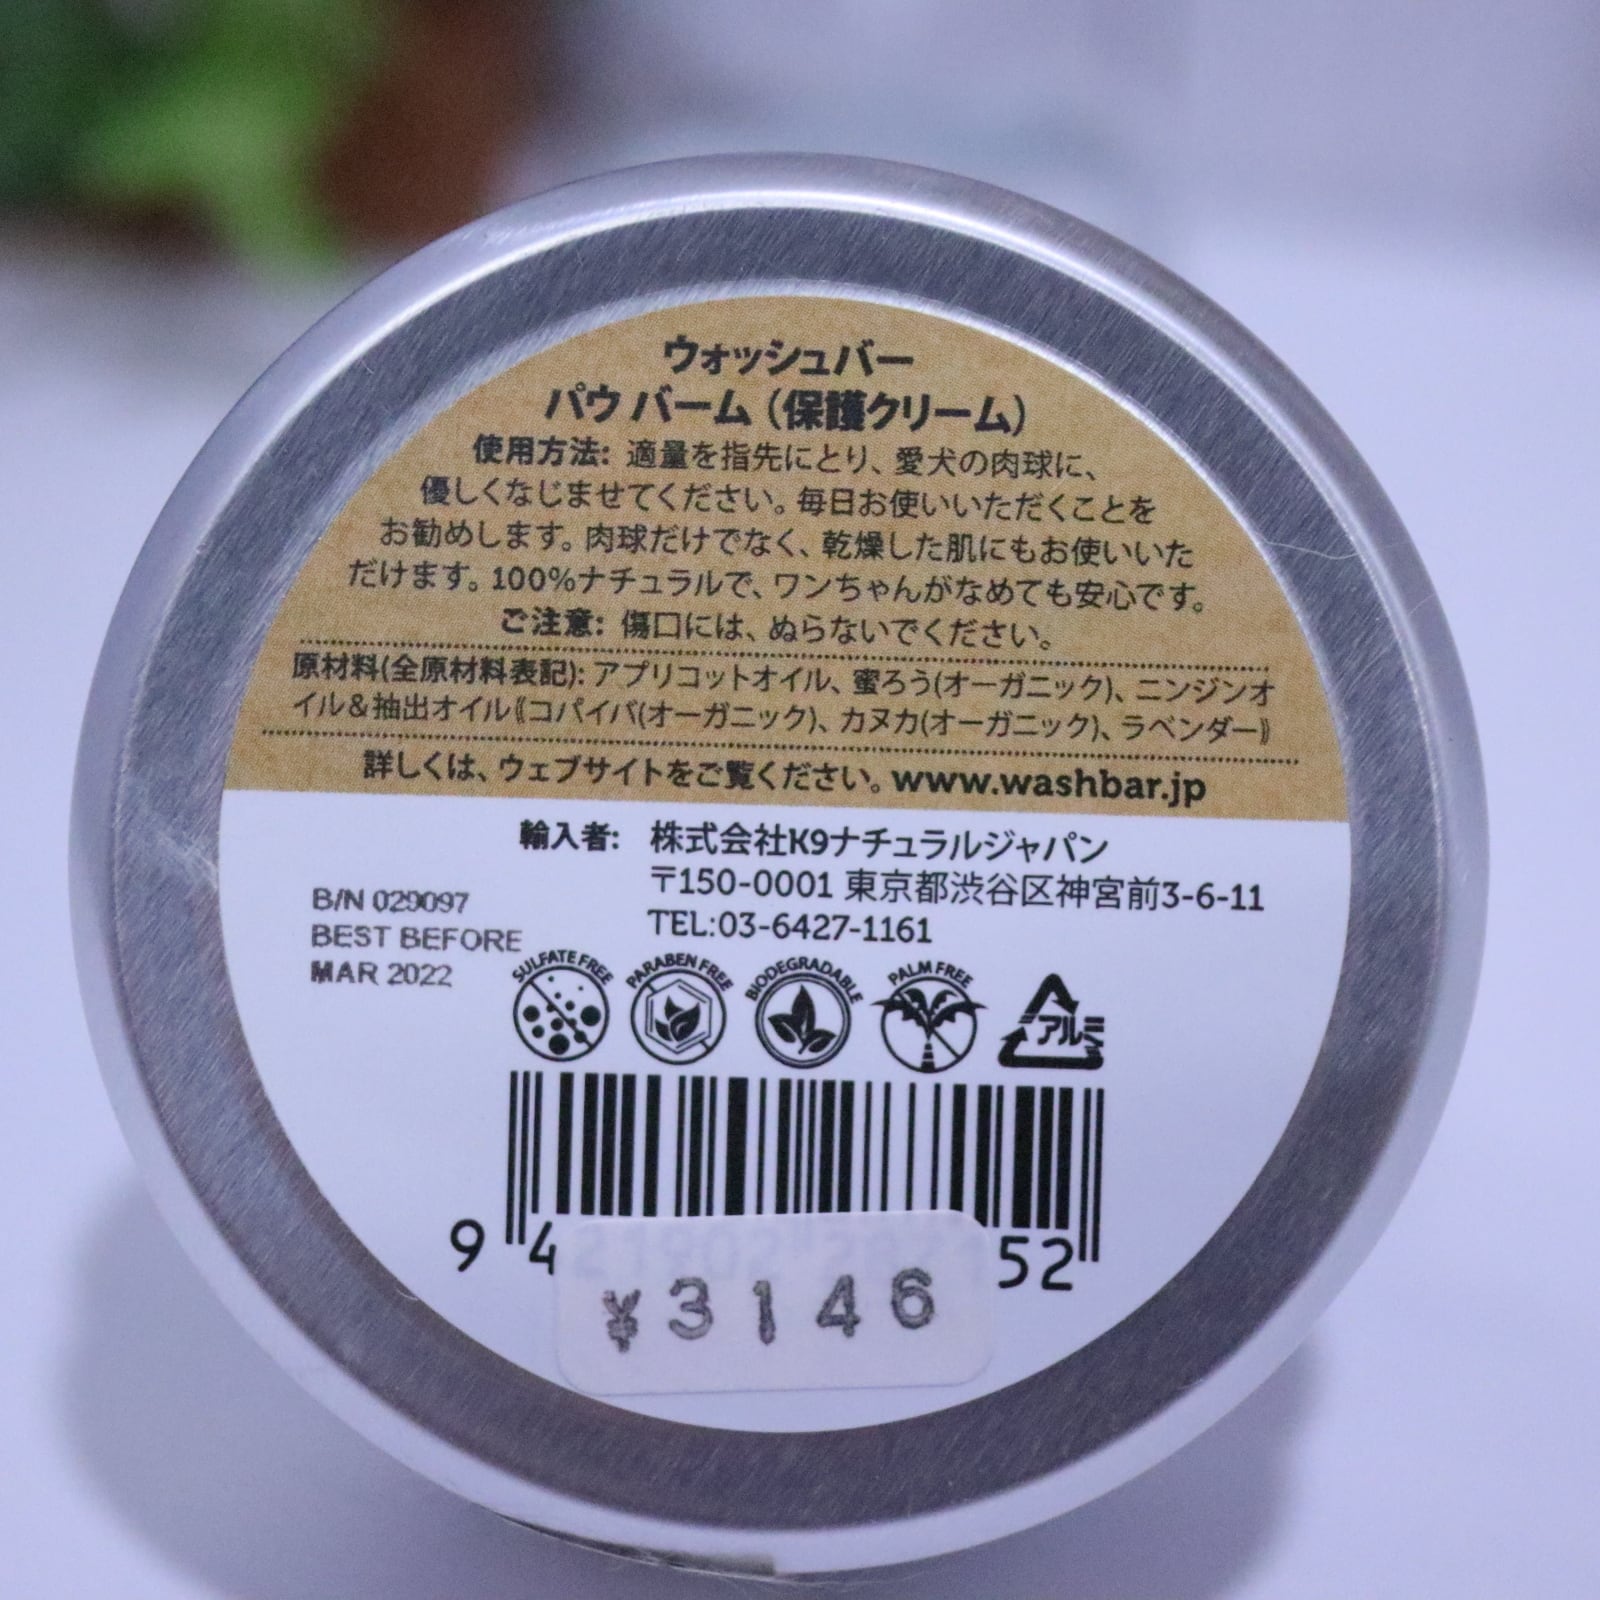 ウォッシュバー
パウ バーム（保護クリーム）
使用方法: 適量を指先にとり、愛犬の肉球に、
優しくなじませてください。毎日お使いいただくことを
お勧めします。肉球だけでなく、乾燥した肌にもお使いいた
だけます。100%ナチュラルで、ワンちゃんがなめても安心です。
ご注意: 傷口には、ぬらないでください。
原材料(全原材料表記): アプリコットオイル、蜜ろう(オーガニック)、ニンジンオ
イル＆抽出オイル《コパイバ(オーガニック)、カヌカ(オーガニック)、ラベンダー》
詳しくは、ウェブサイトをご覧ください。www.washbar.jp
輸入者: 株式会社K9ナチュラルジャパン
〒150-0001 東京都渋谷区神宮前3-6-11
TEL:03-6427-1161
B/N 029097
BEST BEFORE
MAR 2022
SULFATE FREE
PARABEN FREE
BIODEGRADABLE
PALM FREE
アルミ
9 4 52
¥3146